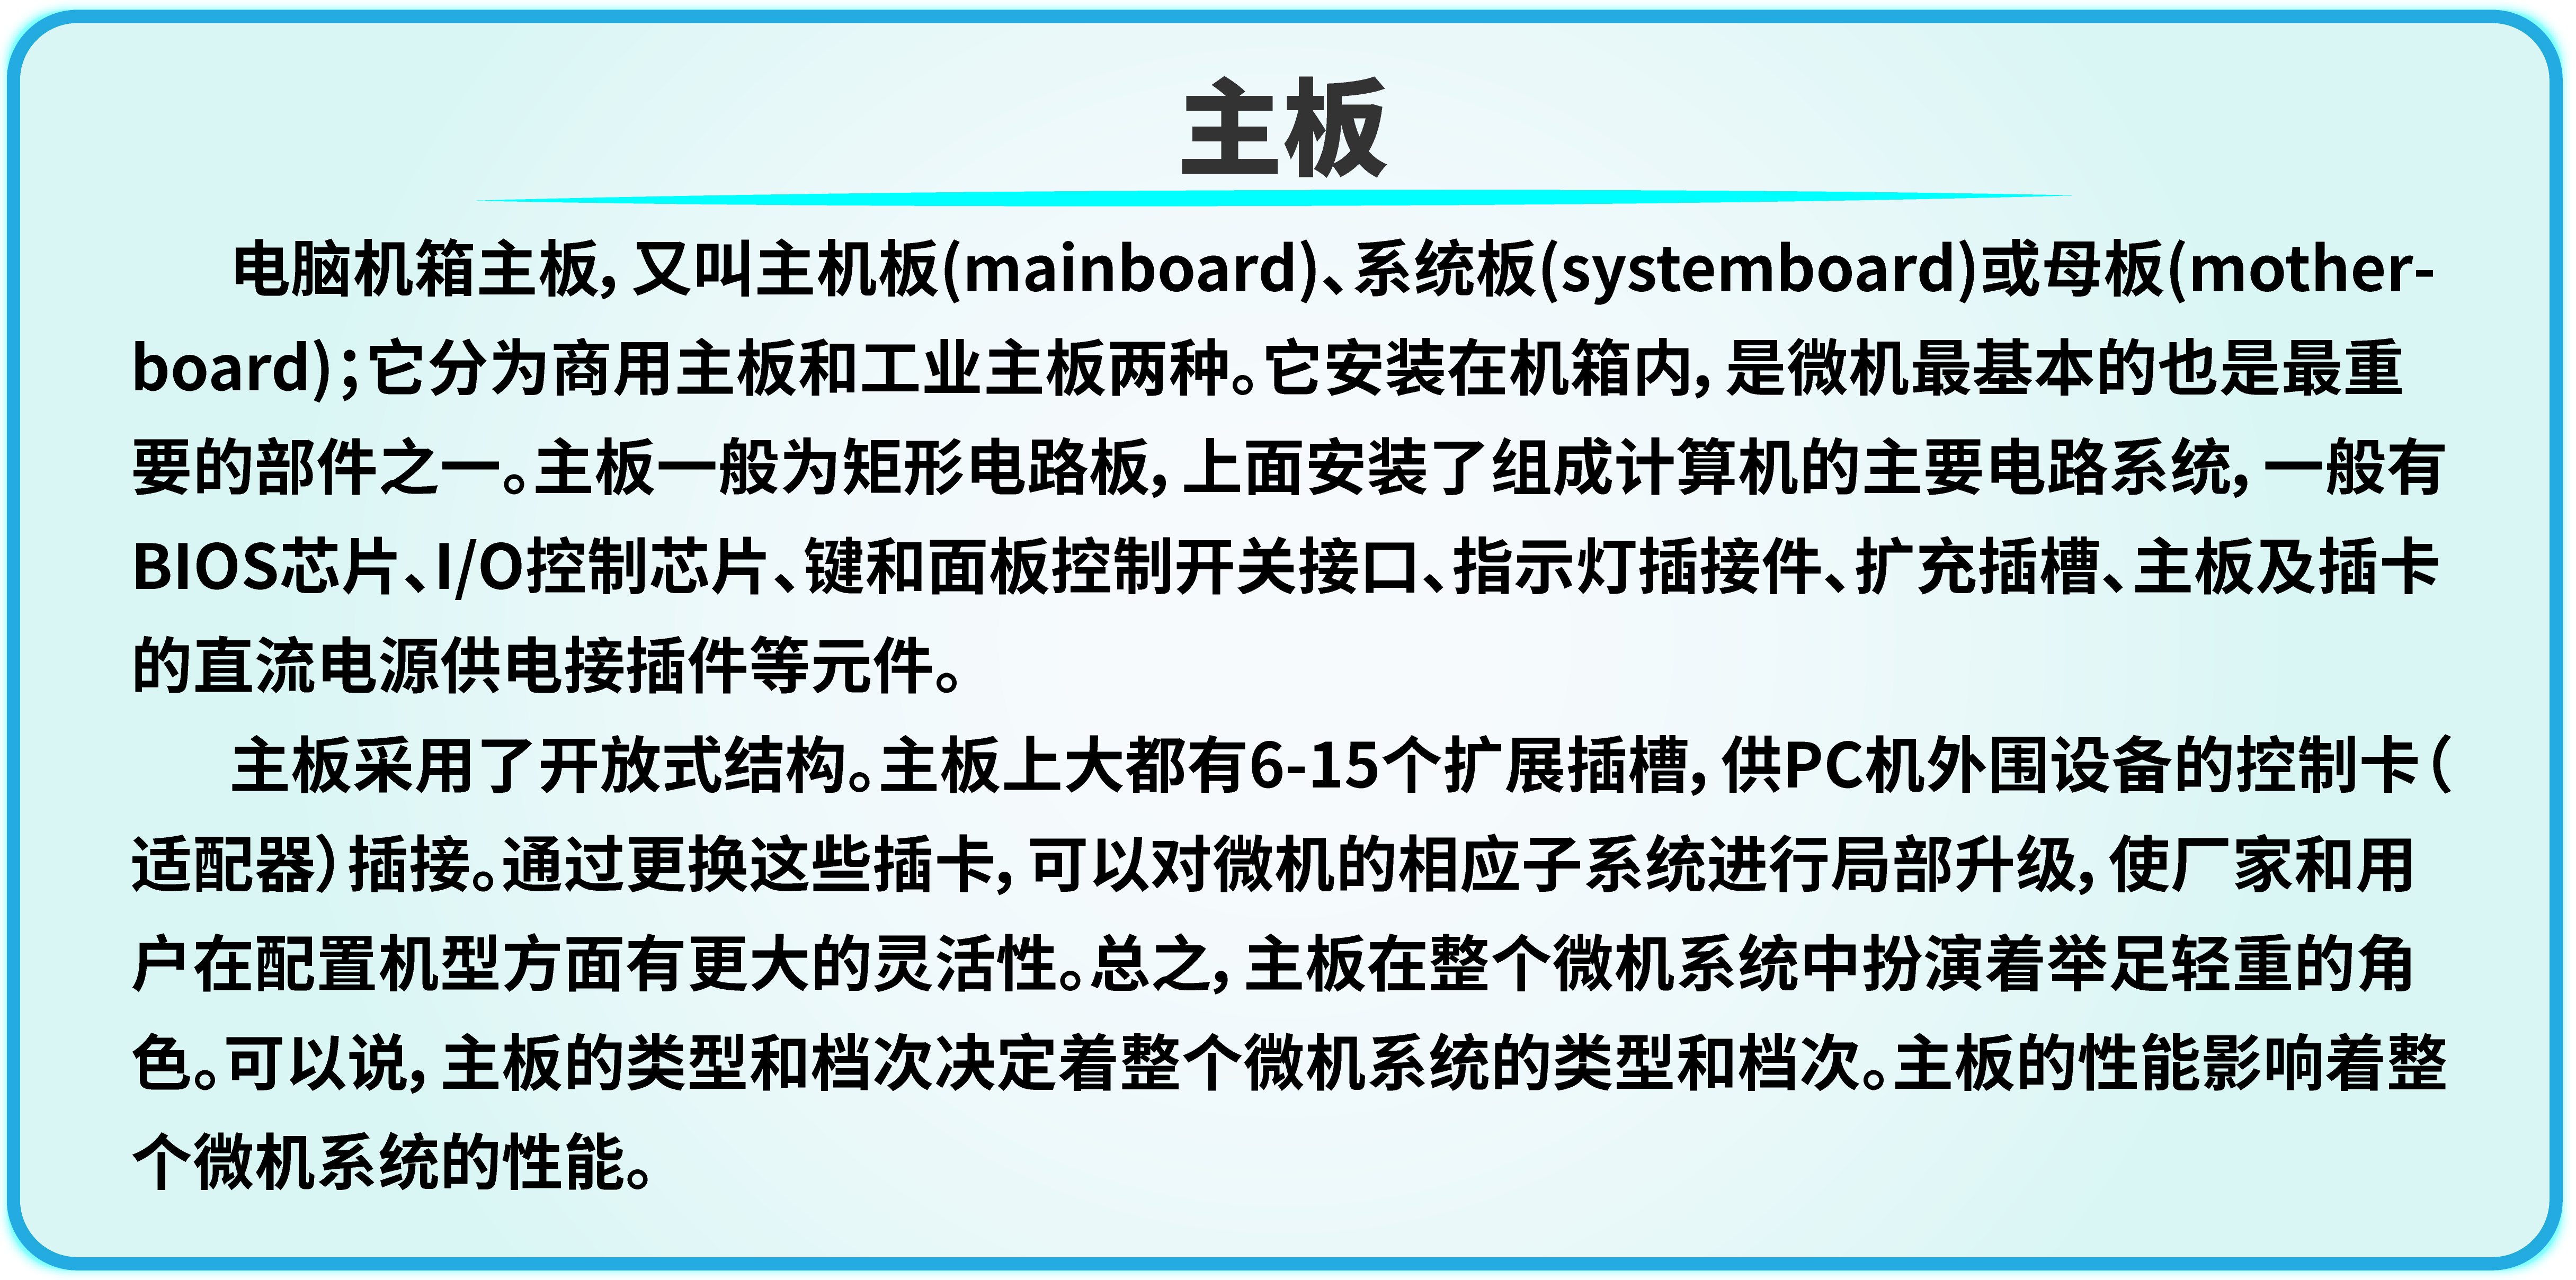 主板
电脑机箱主板，又叫主机板(mainboard)、系统板(systemboard)或母板(mother-
board)；它分为商用主板和工业主板两种。它安装在机箱内，是微机最基本的也是最重
要的部件之一。主板一般为矩形电路板，上面安装了组成计算机的主要电路系统，一般有
BIOS芯片、I/O控制芯片、键和面板控制开关接口、指示灯插接件、扩充插槽、主板及插卡
的直流电源供电接插件等元件。
主板采用了开放式结构。主板上大都有6-15个扩展插槽，供PC机外围设备的控制卡（
适配器）插接。通过更换这些插卡，可以对微机的相应子系统进行局部升级，使厂家和用
户在配置机型方面有更大的灵活性。总之，主板在整个微机系统中扮演着举足轻重的角
色。可以说，主板的类型和档次决定着整个微机系统的类型和档次。主板的性能影响着整
个微机系统的性能。